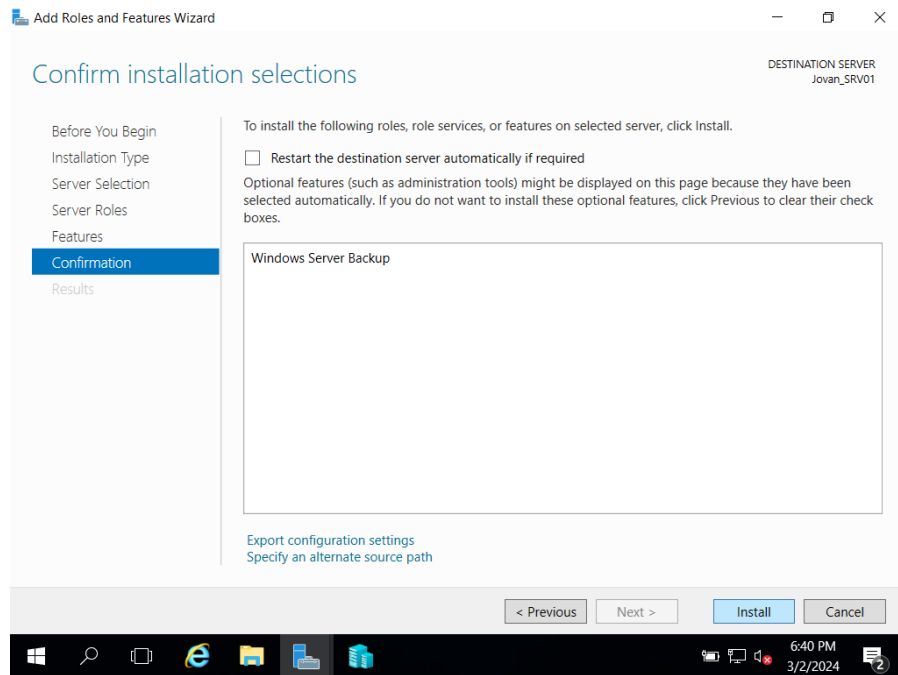 Add Roles and Features Wizard
Confirm installation selections
DESTINATION SERVER
Jovan_SRV01
Before You Begin
Installation Type
Server Selection
Server Roles
Features
Confirmation
Results
To install the following roles, role services, or features on selected server, click Install.
Restart the destination server automatically if required
Optional features (such as administration tools) might be displayed on this page because they have been
selected automatically. If you do not want to install these optional features, click Previous to clear their check
boxes.
Windows Server Backup
Export configuration settings
Specify an alternate source path
< Previous
Next >
Install
Cancel
6:40 PM
3/2/2024
2